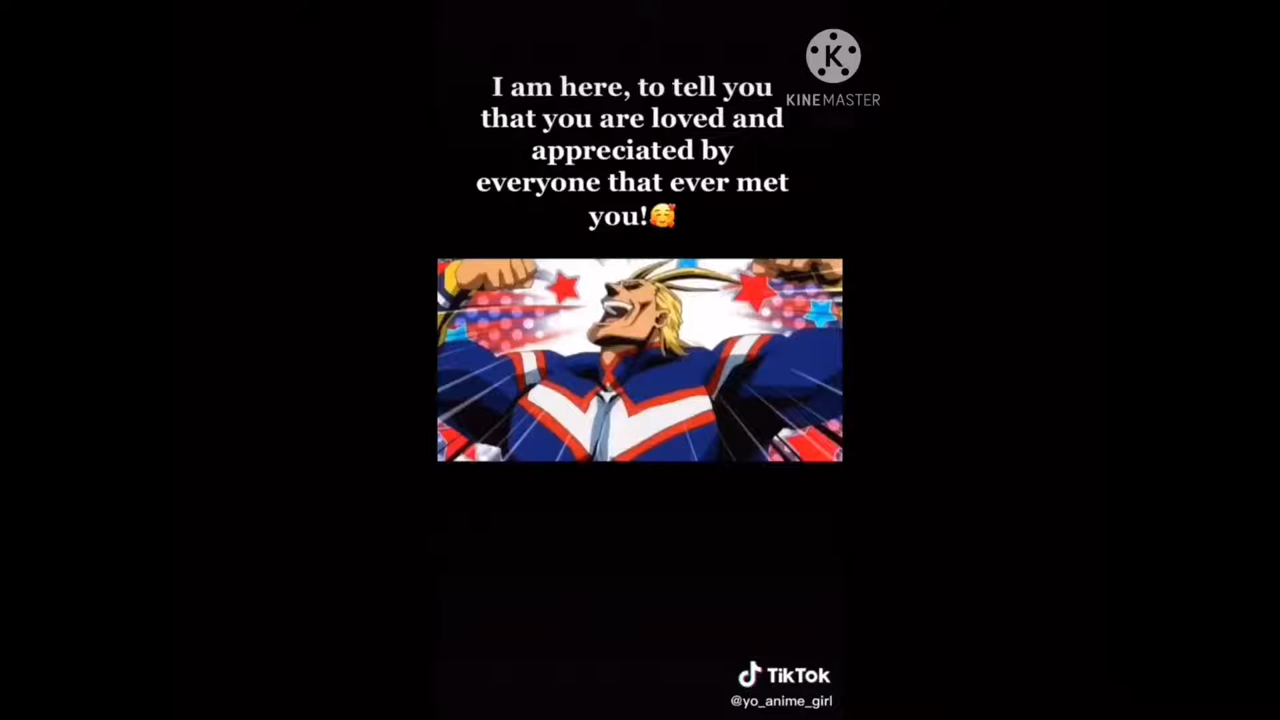 I am here, to tell you
that you are loved and
appreciated by
everyone that ever met
you!🥰
K
KINEMASTER
TikTok
@yo_anime_girl